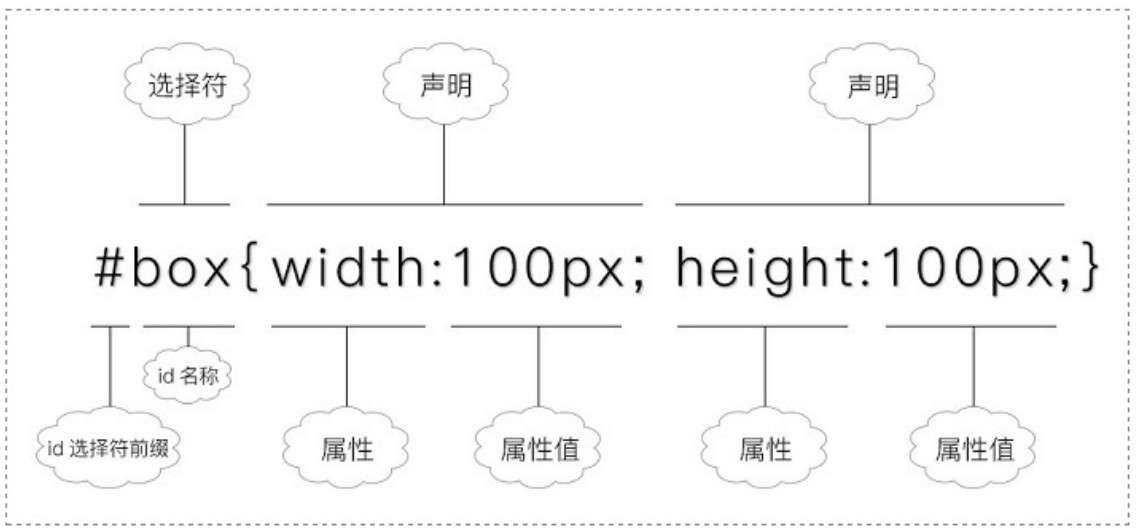 选择符 声明 声明
#box{width:100px; height:100px;}
id 名称
id 选择符前缀 属性 属性值 属性 属性值